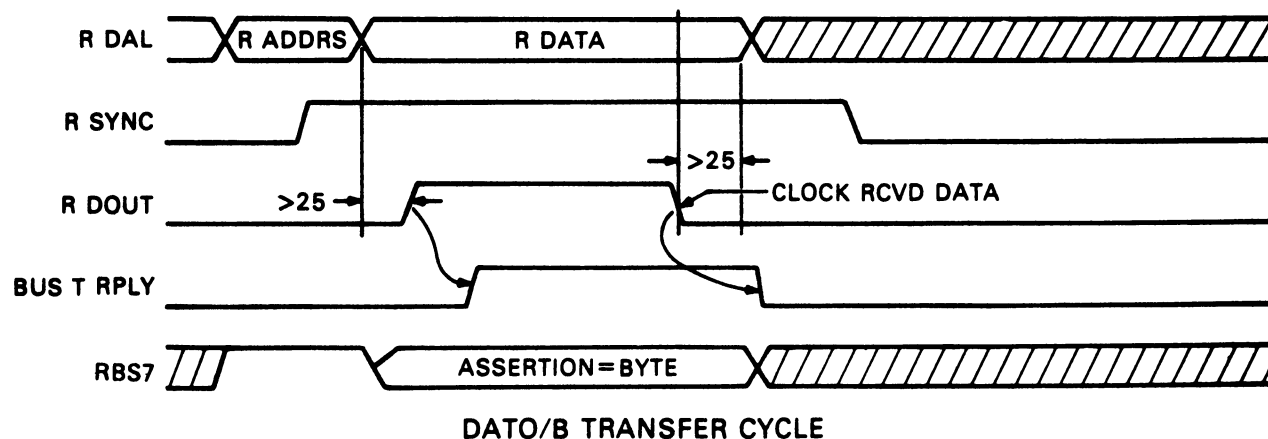 R DAL
R ADDRS
R DATA
R SYNC
>25
R DOUT
>25
CLOCK RCVD DATA
BUS T RPLY
RBS7
ASSERTION=BYTE
DATO/B TRANSFER CYCLE